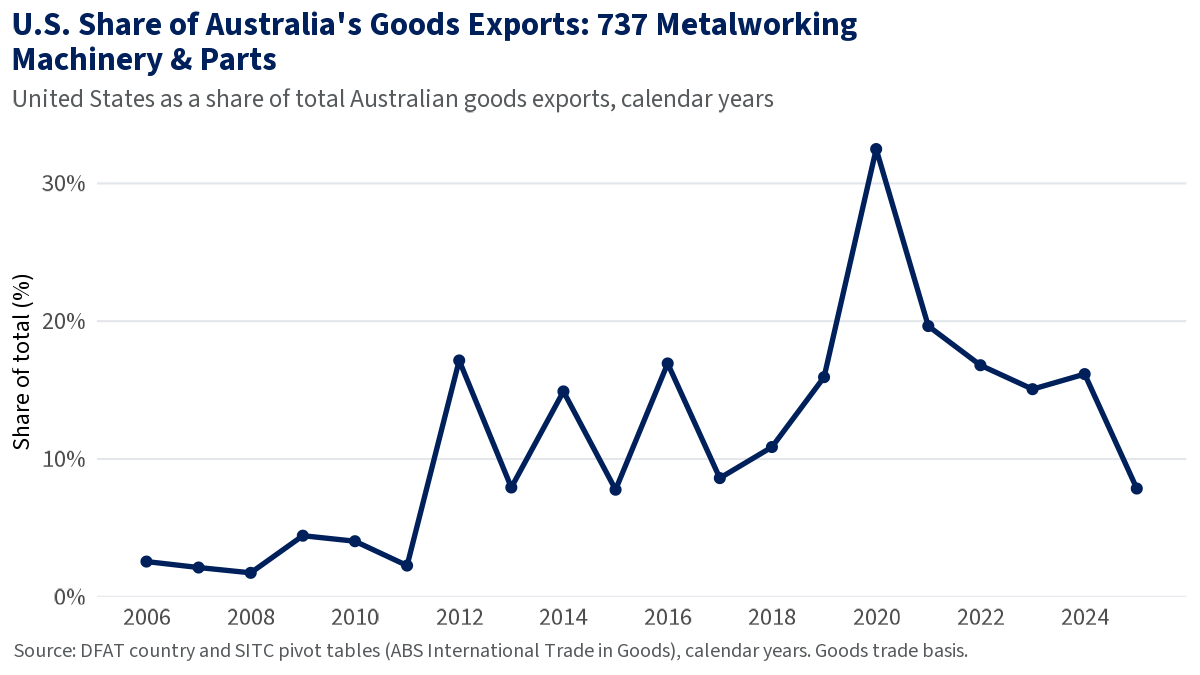 U.S. Share of Australia's Goods Exports: 737 Metalworking
Machinery & Parts
United States as a share of total Australian goods exports, calendar years
Share of total (%)
30%
20%
10%
0%
2006 2008 2010 2012 2014 2016 2018 2020 2022 2024
Source: DFAT country and SITC pivot tables (ABS International Trade in Goods), calendar years. Goods trade basis.